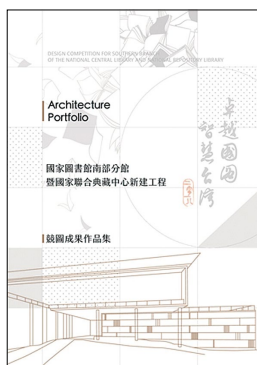 DESIGN COMPETITION FOR SOUTHERN BRANCH
OF THE NATIONAL CENTRAL LIBRARY AND NATIONAL REPOSITORY LIBRARY
Architecture
Portfolio
卓越國圖
智慧台灣
國家圖書館南部分館
暨國家聯合典藏中心新建工程
競圖成果作品集